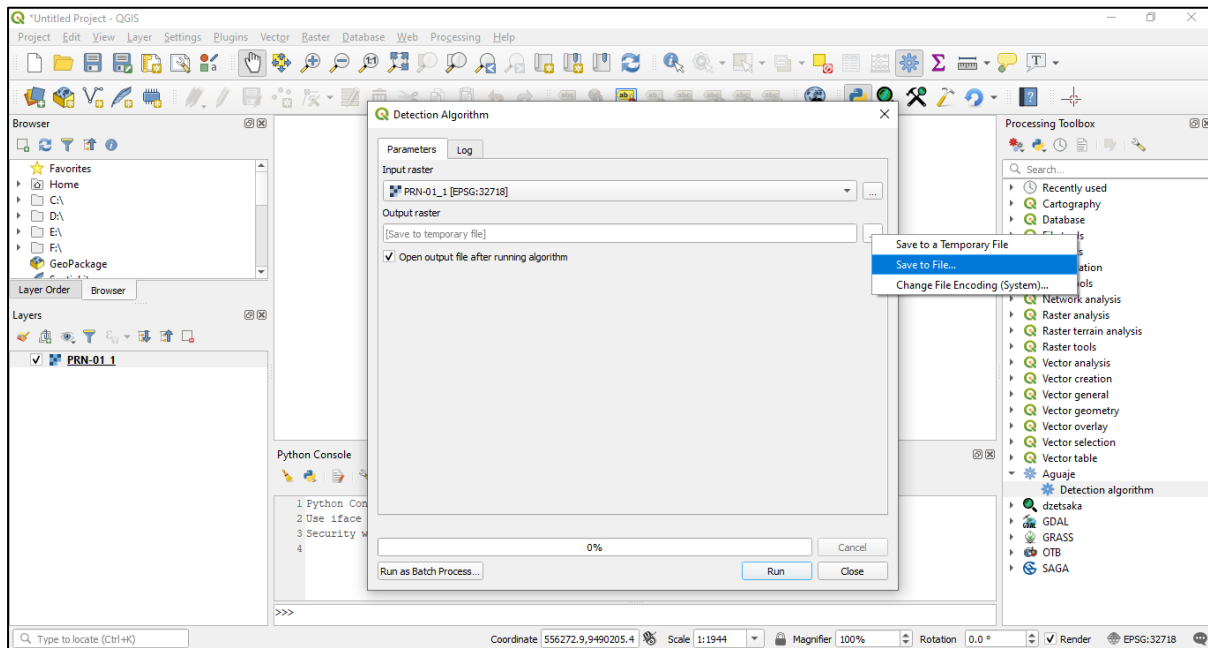 *Untitled Project - QGIS
Project Edit View Layer Settings Plugins Vector Raster Database Web Processing Help
Browser
Favorites
Home
C:\
D:\
E:\
F:\
GeoPackage
Layer Order Browser
Layers
PRN-01_1
Detection Algorithm
Parameters Log
Input raster
PRN-01_1 [EPSG:32718]
...
Output raster
[Save to temporary file]
Open output file after running algorithm
Save to a Temporary File
Save to File...
Change File Encoding (System)...
0%
Cancel
Run as Batch Process...
Run
Close
Python Console
1 Python Con
2 Use iface
3 Security w
4
>>>
Processing Toolbox
Search...
Recently used
Cartography
Database
Network analysis
Raster analysis
Raster terrain analysis
Raster tools
Vector analysis
Vector creation
Vector general
Vector geometry
Vector overlay
Vector selection
Vector table
Aguaje
Detection algorithm
dzetsaka
GDAL
GRASS
OTB
SAGA
Type to locate (Ctrl+K)
Coordinate 556272.9,9490205.4 Scale 1:1944 Magnifier 100% Rotation 0.0 ° Render EPSG:32718